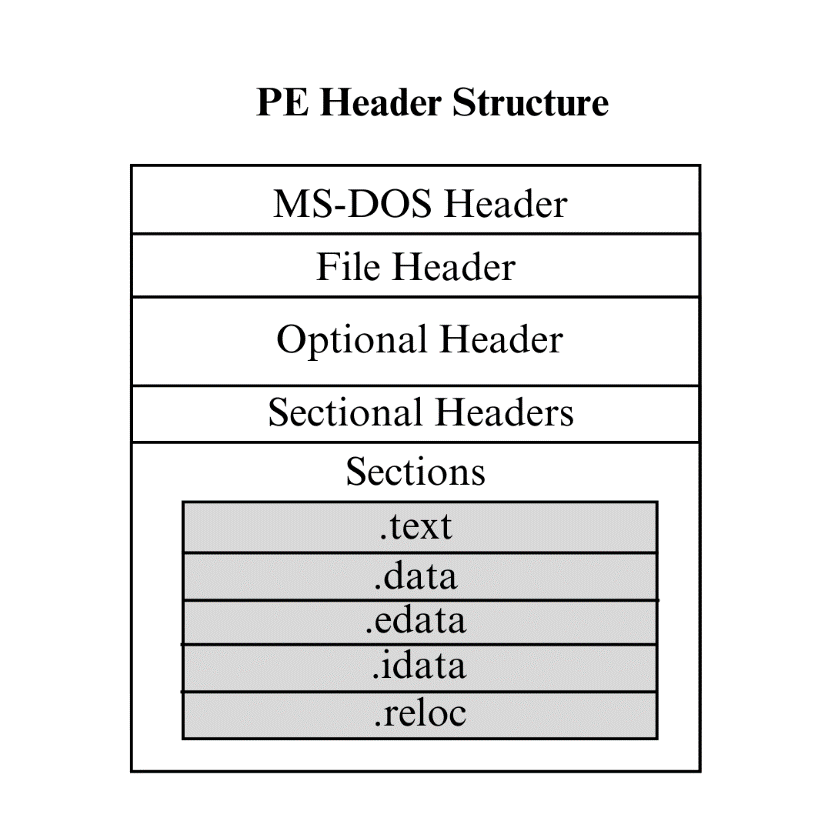 PE Header Structure
MS-DOS Header
File Header
Optional Header
Sectional Headers
Sections
.text
.data
.edata
.idata
.reloc